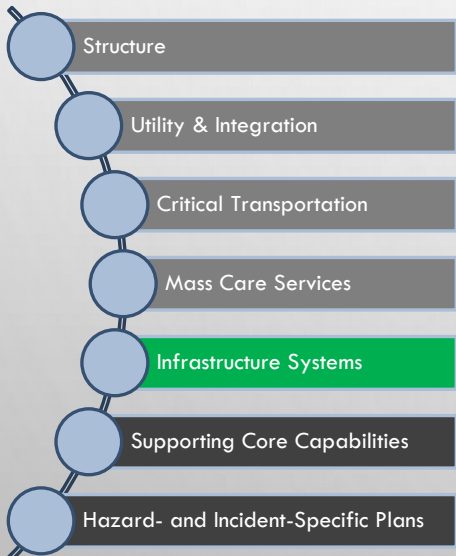 Structure
Utility & Integration
Critical Transportation
Mass Care Services
Infrastructure Systems
Supporting Core Capabilities
Hazard- and Incident-Specific Plans